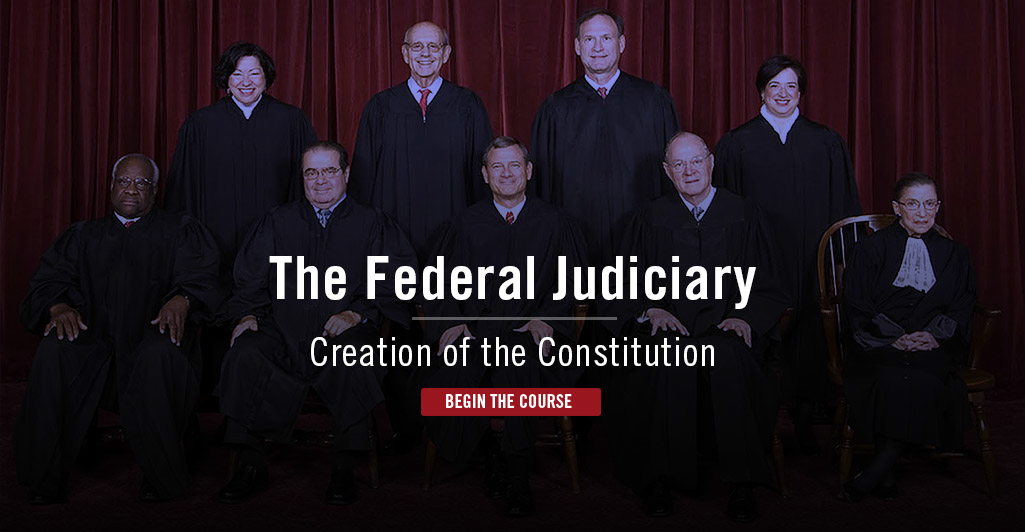 The Federal Judiciary
Creation of the Constitution
BEGIN THE COURSE